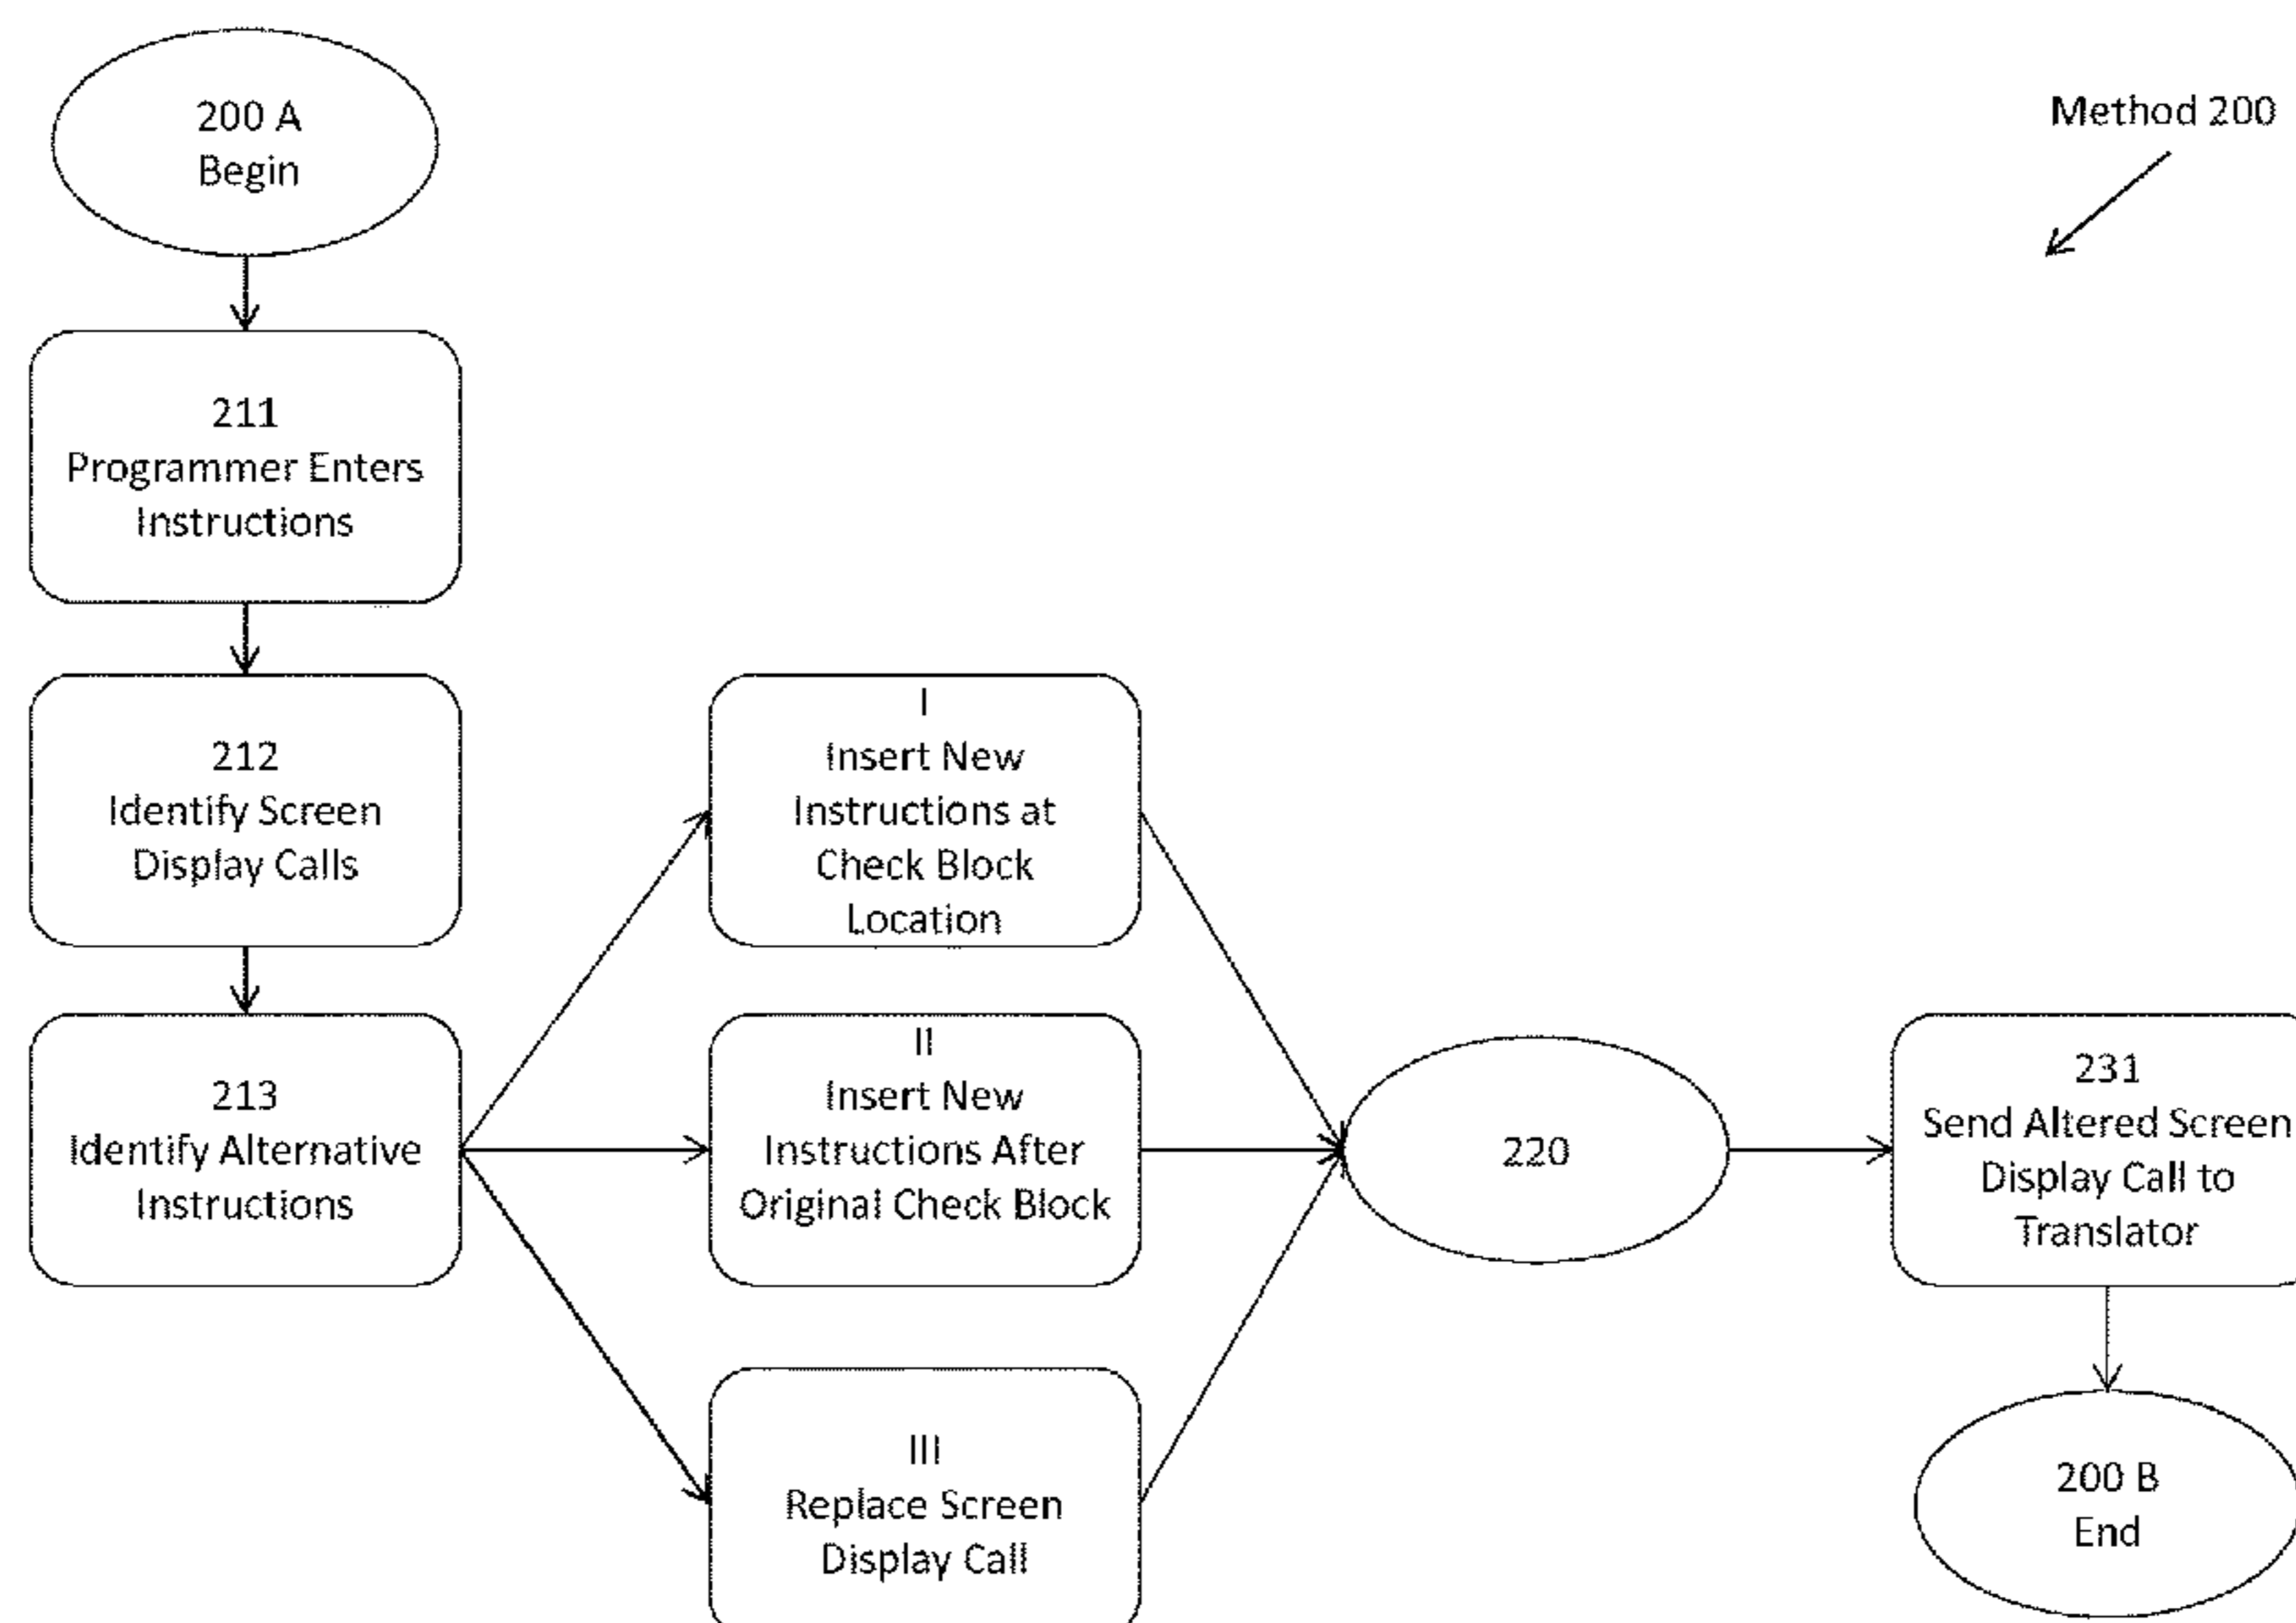 200 A
Begin
Method 200
211
Programmer Enters
Instructions
212
Identify Screen
Display Calls
213
Identify Alternative
Instructions
I
Insert New
Instructions at
Check Block
Location
II
Insert New
Instructions After
Original Check Block
III
Replace Screen
Display Call
220
231
Send Altered Screen
Display Call to
Translator
200 B
End